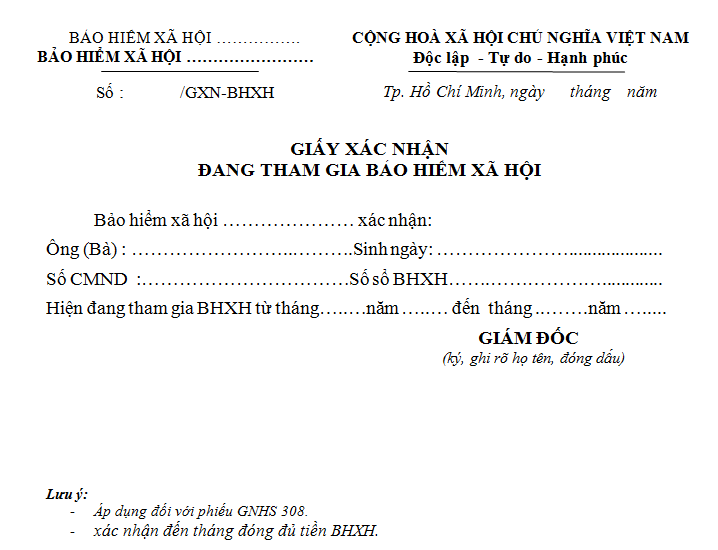 BẢO HIỂM XÃ HỘI …………….
BẢO HIỂM XÃ HỘI …………………….
Số :             /GXN-BHXH
CỘNG HOÀ XÃ HỘI CHỦ NGHĨA VIỆT NAM
Độc lập  - Tự do - Hạnh phúc
Tp. Hồ Chí Minh, ngày      tháng    năm
GIẤY XÁC NHẬN
ĐANG THAM GIA BẢO HIỂM XÃ HỘI
Bảo hiểm xã hội ………………… xác nhận:
Ông (Bà) : …………………….…………Sinh ngày: …………………......................
Số CMND  :……………………………Số sổ BHXH……………………….............
Hiện đang tham gia BHXH từ tháng…….năm ……. đến  tháng ………năm …......
GIÁM ĐỐC
(ký, ghi rõ họ tên, đóng dấu)
Lưu ý:
- Áp dụng đối với phiếu GNHS 308.
- xác nhận đến tháng đóng đủ tiền BHXH.